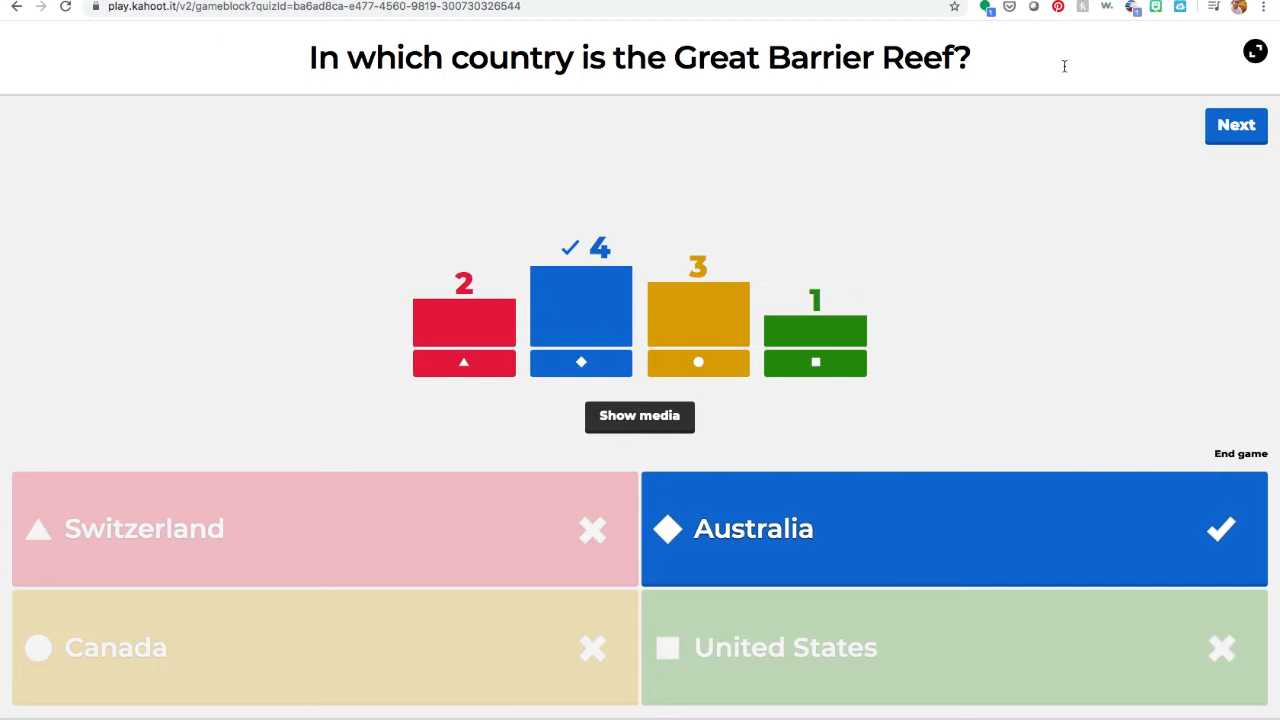 play.kahoot.it/v2/gameblock?quizId=ba6ad8ca-e477-4560-9819-300730326544
In which country is the Great Barrier Reef?
Next
2
4
3
1
Show media
End game
Switzerland
Australia
Canada
United States